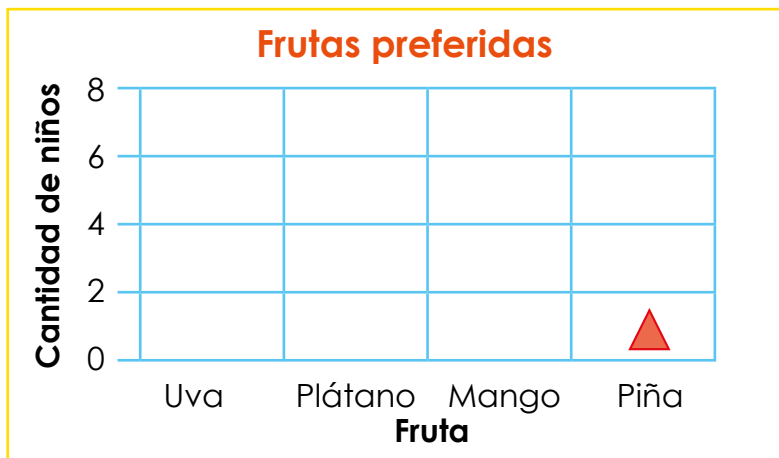 Frutas preferidas
Cantidad de niños
8
6
4
2
0
Uva Plátano Mango Piña
Fruta